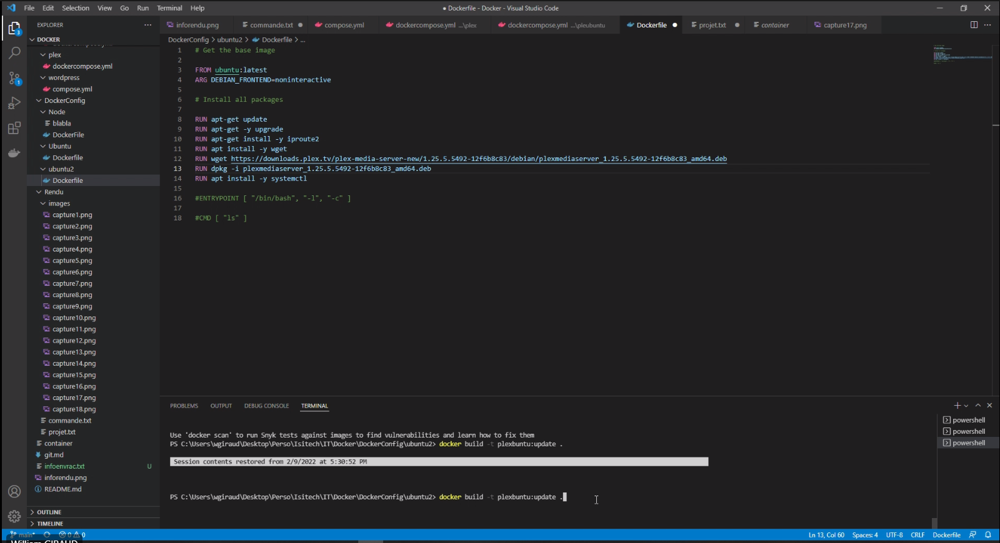 File Edit Selection View Go Run Terminal Help
● Dockerfile - Docker - Visual Studio Code
EXPLORER
inforendu.png
commande.txt
compose.yml
dockercompose.yml ...\plex
dockercompose.yml ...\pleubuntu
Dockerfile
projet.txt
container
capture17.png
3
1
DOCKER
plex
dockercompose.yml
wordpress
compose.yml
DockerConfig
Node
blabla
DockerFile
Ubuntu
Dockerfile
ubuntu2
Dockerfile
Rendu
images
capture1.png
capture2.png
capture3.png
capture4.png
capture5.png
capture6.png
capture7.png
capture8.png
capture9.png
capture10.png
capture11.png
capture12.png
capture13.png
capture14.png
capture15.png
capture16.png
capture17.png
capture18.png
commande.txt
projet.txt
container
git.md
infoenvrac.txt U
inforendu.png
README.md
OUTLINE
TIMELINE
DockerConfig > ubuntu2 > Dockerfile > ...
1 # Get the base image
2
3 FROM ubuntu:latest
4 ARG DEBIAN_FRONTEND=noninteractive
5
6 # Install all packages
7
8 RUN apt-get update
9 RUN apt-get -y upgrade
10 RUN apt-get install -y iproute2
11 RUN apt install -y wget
12 RUN wget https://downloads.plex.tv/plex-media-server-new/1.25.5.5492-12f6b8c83/debian/plexmediaserver_1.25.5.5492-12f6b8c83_amd64.deb
13 RUN dpkg -i plexmediaserver_1.25.5.5492-12f6b8c83_amd64.deb
14 RUN apt install -y systemctl
15
16 #ENTRYPOINT [ "/bin/bash", "-l", "-c" ]
17
18 #CMD [ "ls" ]
PROBLEMS OUTPUT DEBUG CONSOLE TERMINAL
Use 'docker scan' to run Snyk tests against images to find vulnerabilities and learn how to fix them
PS C:\Users\wgiraud\Desktop\Perso\Isitech\IT\Docker\DockerConfig\ubuntu2> docker build -t plexbuntu:update .
Session contents restored from 2/9/2022 at 5:30:52 PM
PS C:\Users\wgiraud\Desktop\Perso\Isitech\IT\Docker\DockerConfig\ubuntu2> docker build -t plexbuntu:update .
powershell
powershell
powershell
main* 0 0
Ln 13, Col 60 Spaces: 4 UTF-8 CRLF Dockerfile
William GIRAUD